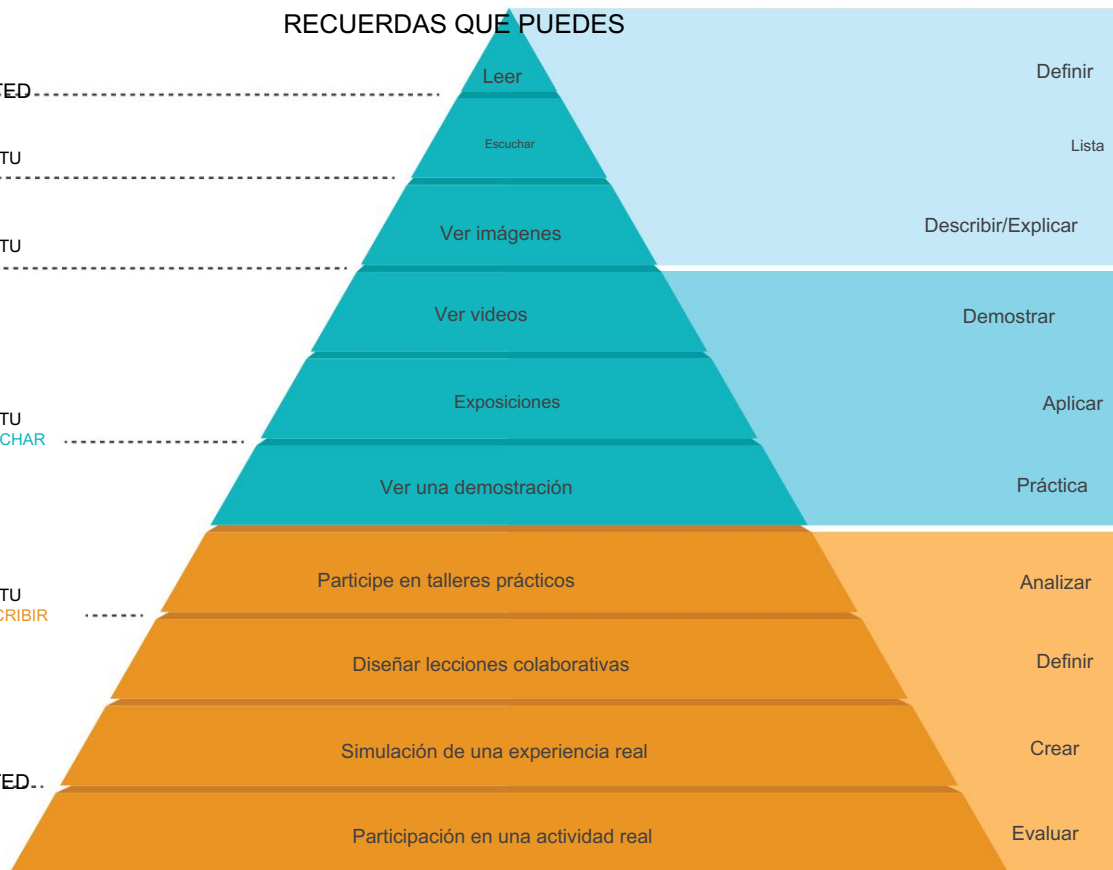 RECUERDAS QUE PUEDES
Leer
Definir
TED
Escuchar
Lista
TU
Ver imágenes
Describir/Explicar
TU
Ver videos
Demostrar
Exposiciones
Aplicar
TU
CHAR
Ver una demostración
Práctica
Participe en talleres prácticos
Analizar
TU
CRIBIR
Diseñar lecciones colaborativas
Definir
Simulación de una experiencia real
Crear
TED
Participación en una actividad real
Evaluar